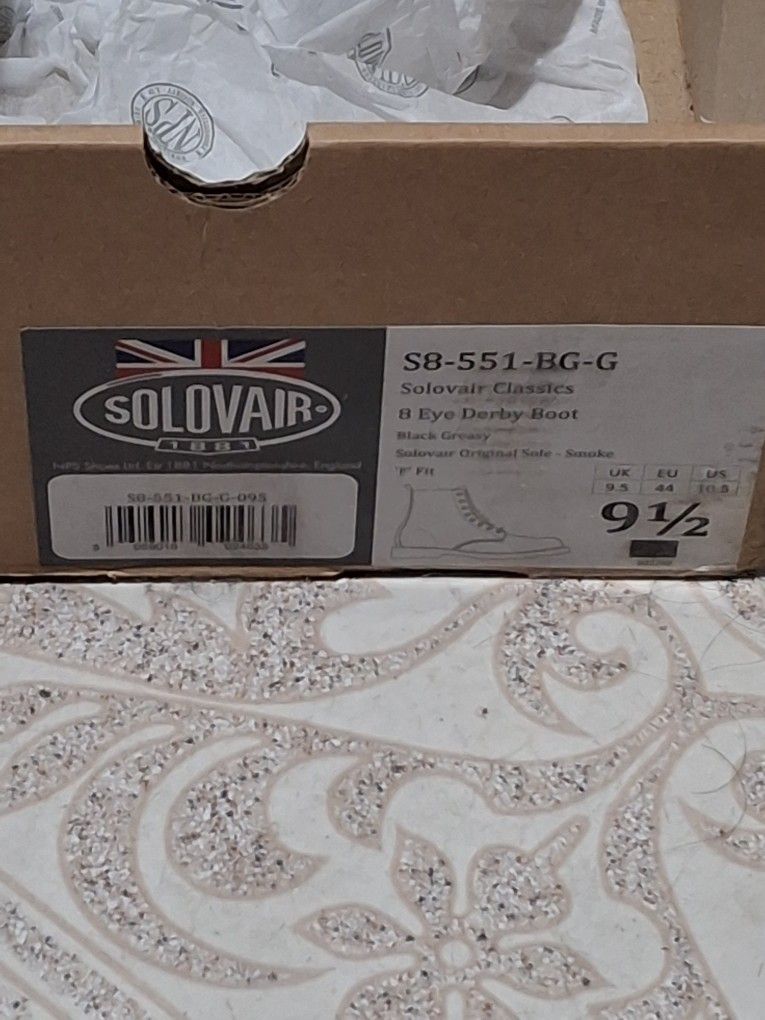 NPS
SOLOVAIR
1881
NPS Shoes Ltd. Est 1881 Northamptonshire, England
S8-551-BG-G-095
S8-551-BG-G
Solovair Classics
8 Eye Derby Boot
Black Greasy
Solovair Original Sole - Smoke
'F' Fit
UK EU US
9.5 44 10.5
9½